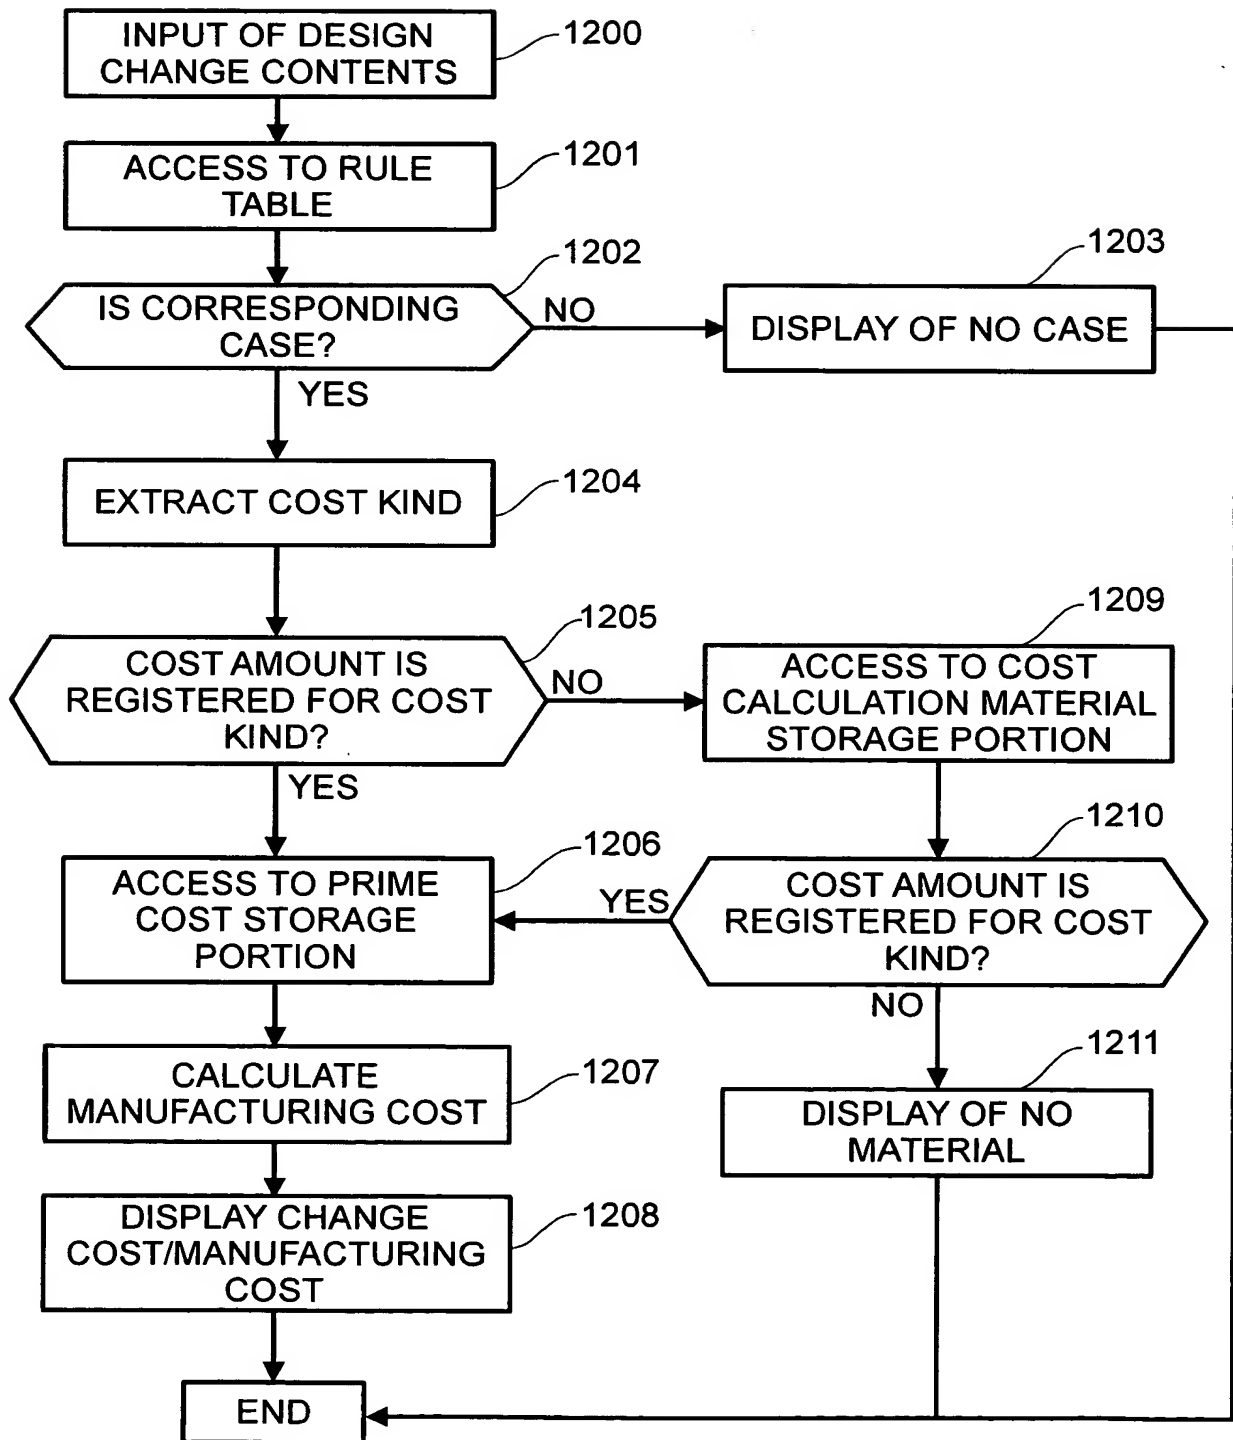 INPUT OF DESIGN
CHANGE CONTENTS
1200
ACCESS TO RULE
TABLE
1201
IS CORRESPONDING
CASE?
1202
NO
YES
DISPLAY OF NO CASE
1203
EXTRACT COST KIND
1204
COST AMOUNT IS
REGISTERED FOR COST
KIND?
1205
NO
YES
ACCESS TO COST
CALCULATION MATERIAL
STORAGE PORTION
1209
ACCESS TO PRIME
COST STORAGE
PORTION
1206
YES
COST AMOUNT IS
REGISTERED FOR COST
KIND?
1210
NO
CALCULATE
MANUFACTURING COST
1207
DISPLAY OF NO
MATERIAL
1211
DISPLAY CHANGE
COST/MANUFACTURING
COST
1208
END